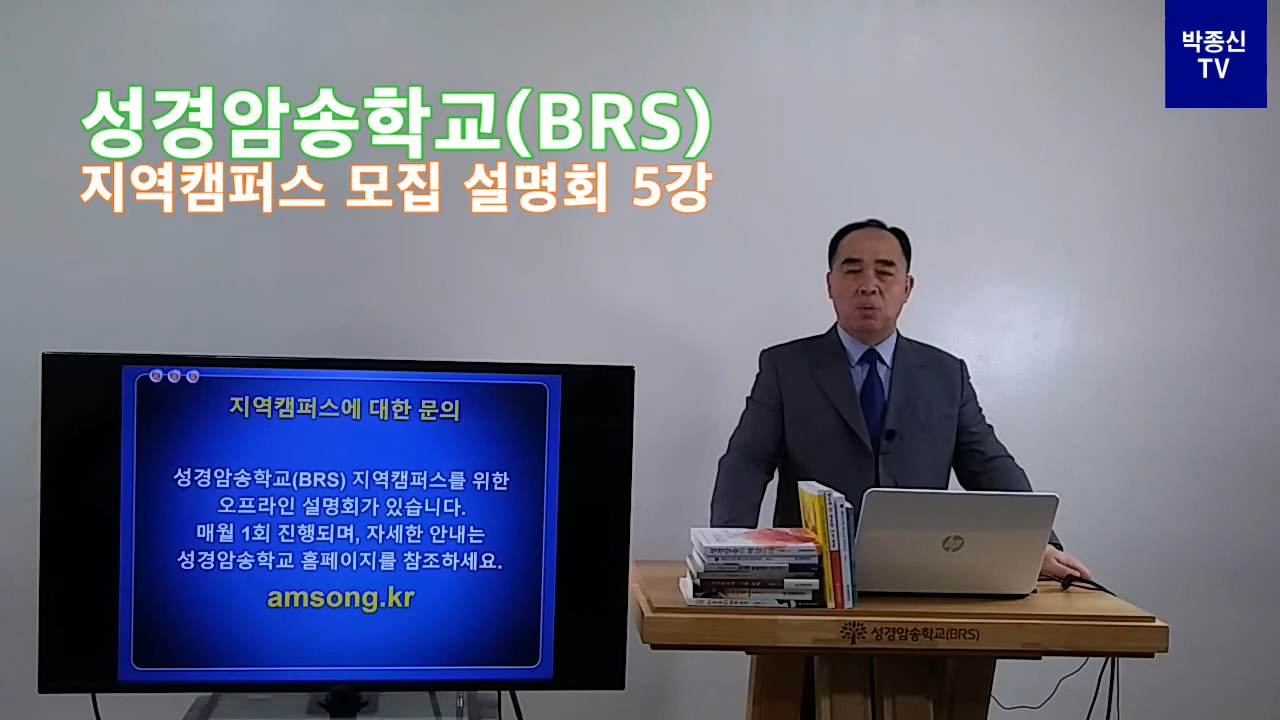 박종신
TV
성경암송학교(BRS)
지역캠퍼스 모집 설명회 5강
지역캠퍼스에 대한 문의
성경암송학교(BRS) 지역캠퍼스를 위한
오프라인 설명회가 있습니다.
매월 1회 진행되며, 자세한 안내는
성경암송학교 홈페이지를 참조하세요.
amsong.kr
hp
성경암송학교(BRS)